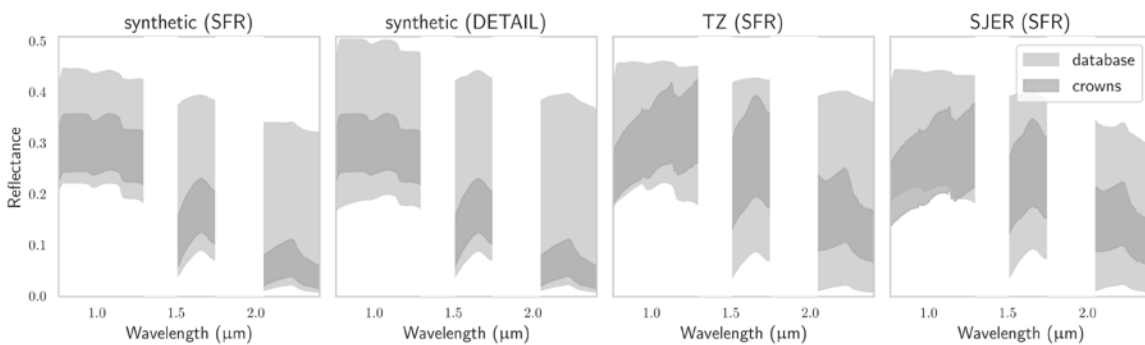 synthetic (SFR)
synthetic (DETAIL)
TZ (SFR)
SJER (SFR)
database
crowns
Reflectance
0.5
0.4
0.3
0.2
0.1
0.0
1.0
1.5
2.0
1.0
1.5
2.0
1.0
1.5
2.0
1.0
1.5
2.0
Wavelength (μm)
Wavelength (μm)
Wavelength (μm)
Wavelength (μm)